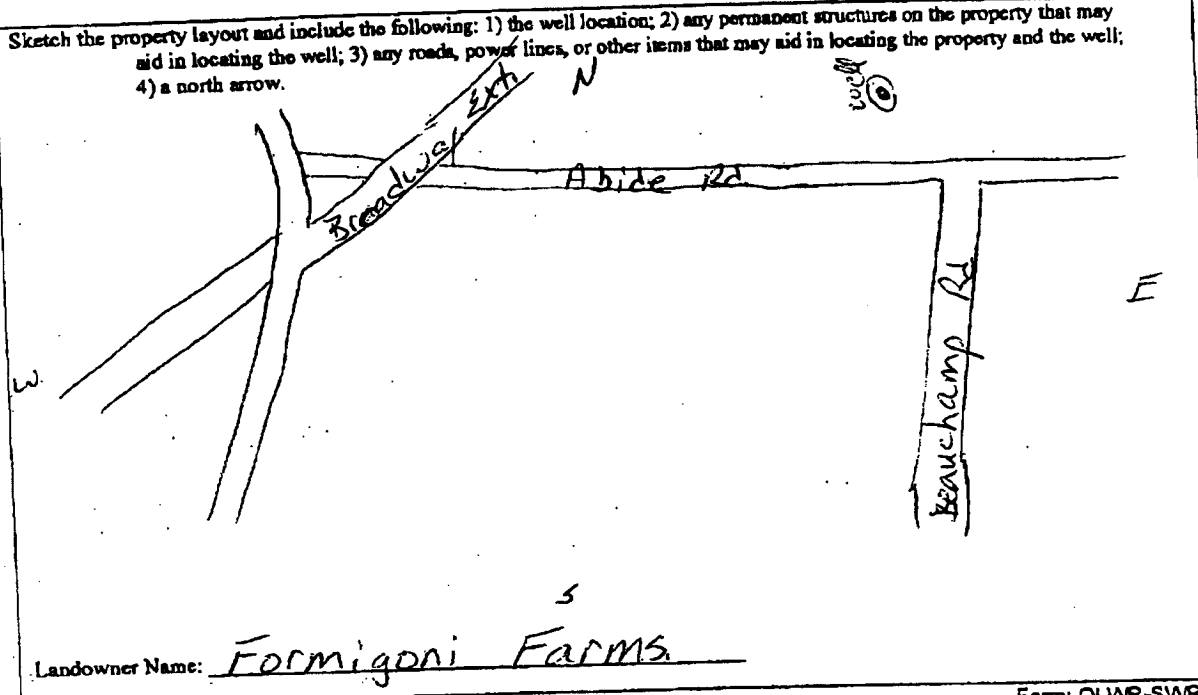 Sketch the property layout and include the following: 1) the well location; 2) any permanent structures on the property that may
aid in locating the well; 3) any roads, power lines, or other items that may aid in locating the property and the well;
4) a north arrow.
N
well
Broadway Ext.
Abide Rd
Beauchamp Rd
E
W.
S
Landowner Name: Formigoni Farms.